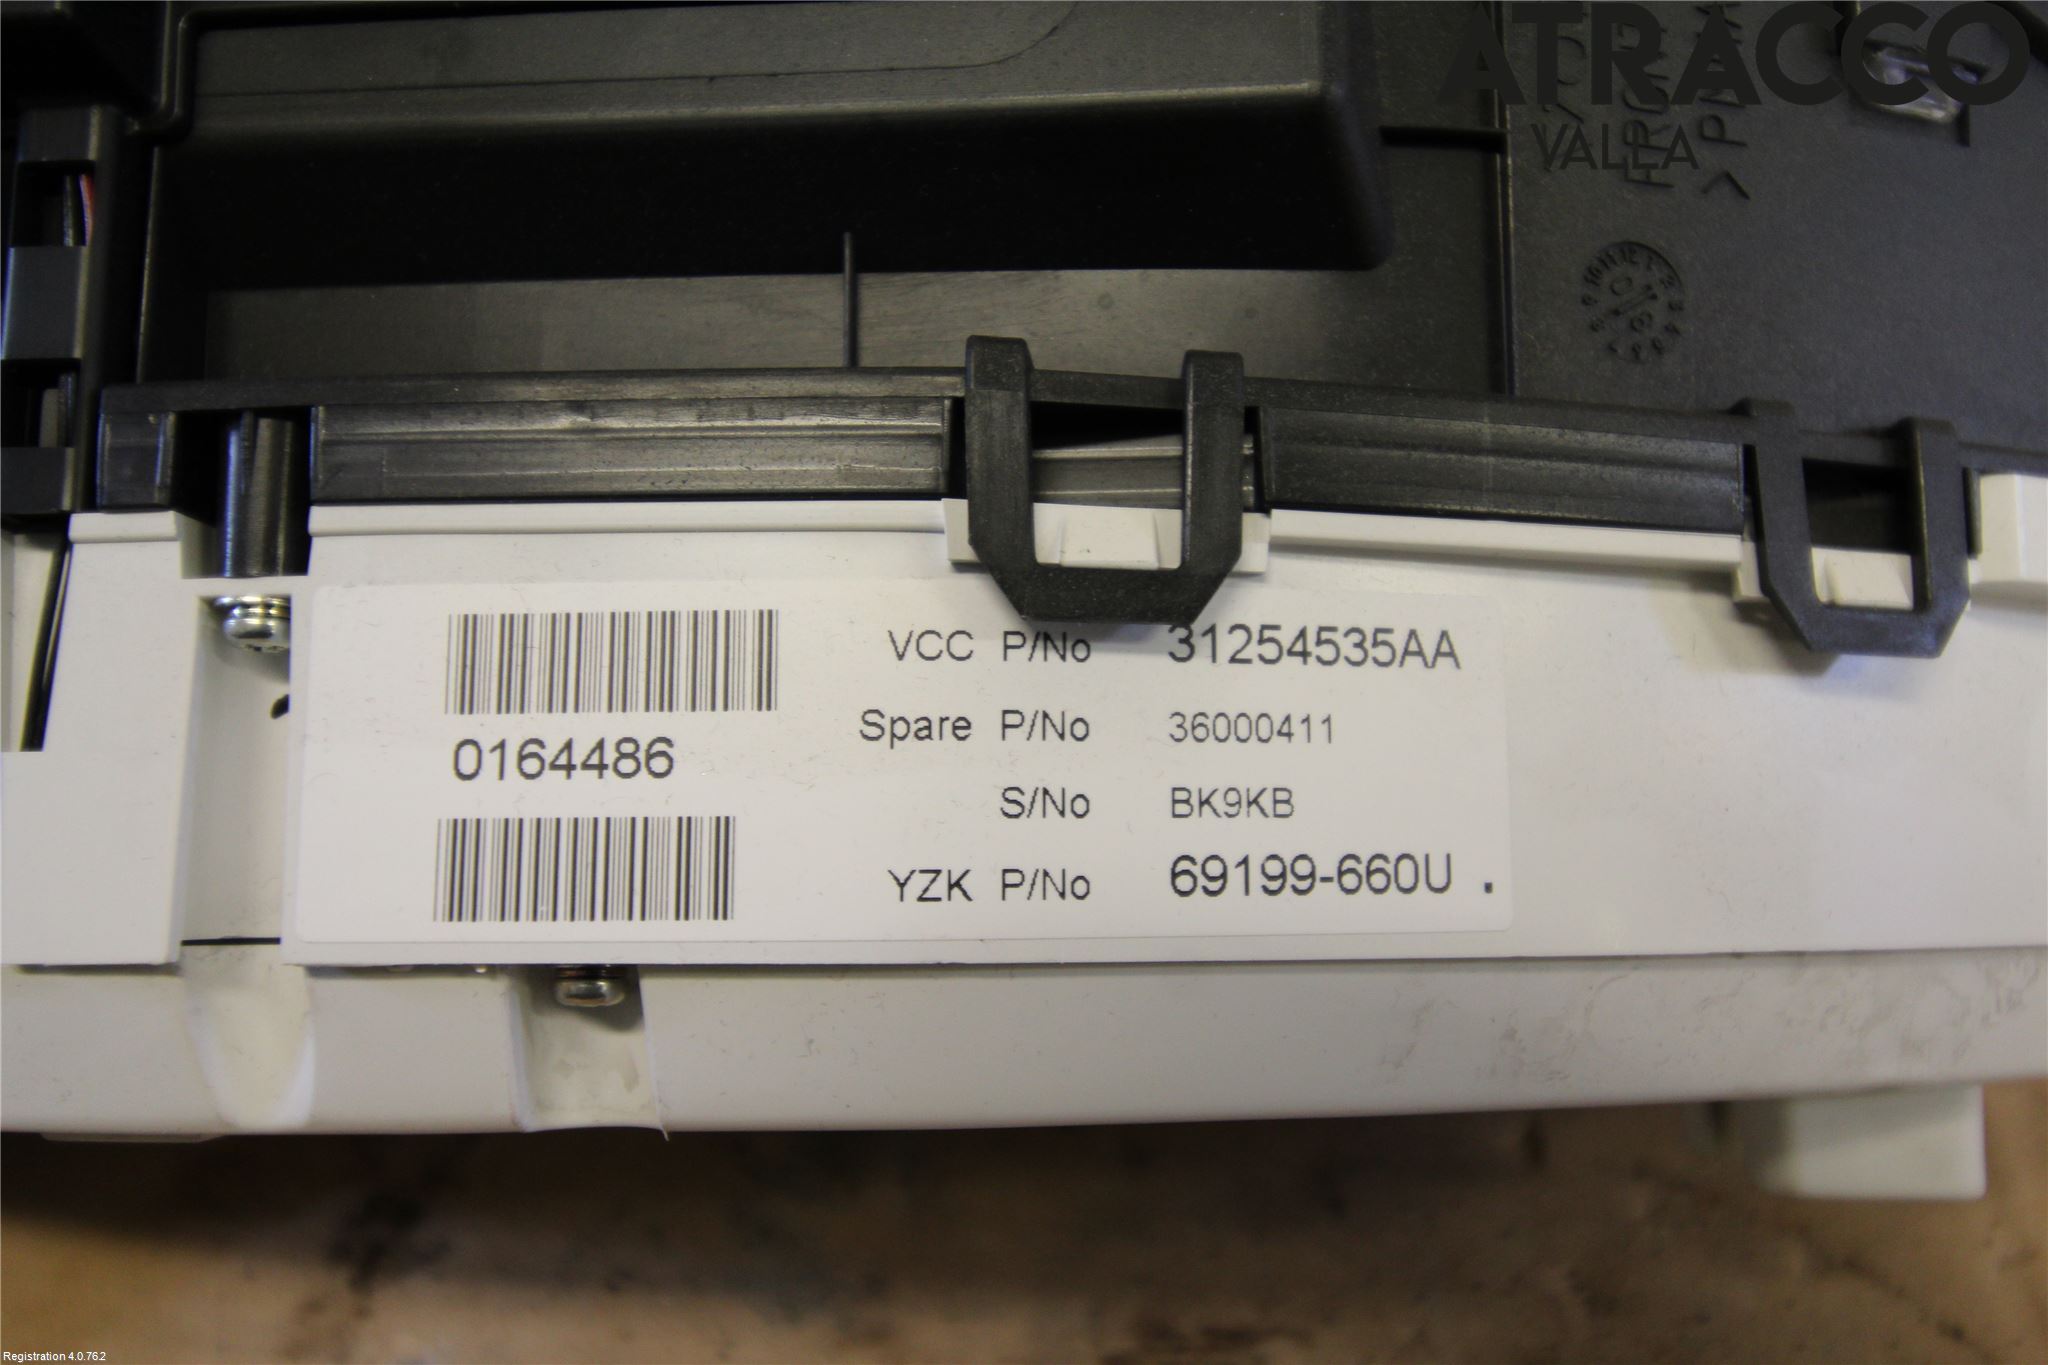 ATRACCO
VALLA
VCC P/No 31254535AA
Spare P/No 36000411
0164486
S/No BK9KB
YZK P/No 69199-660U .
Registration 4.0.762